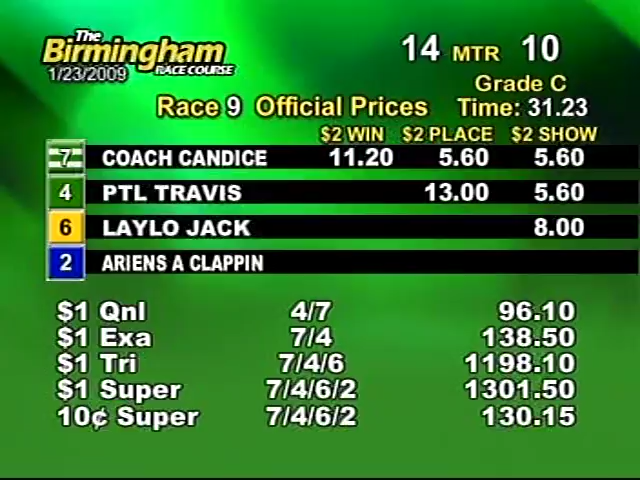 The
Birmingham
RACE COURSE
1/23/2009
14 MTR 10
Grade C
Race 9 Official Prices Time: 31.23
$2 WIN $2 PLACE $2 SHOW
7 COACH CANDICE 11.20 5.60 5.60
4 PTL TRAVIS 13.00 5.60
6 LAYLO JACK 8.00
2 ARIENS A CLAPPIN
$1 Qnl 4/7 96.10
$1 Exa 7/4 138.50
$1 Tri 7/4/6 1198.10
$1 Super 7/4/6/2 1301.50
10¢ Super 7/4/6/2 130.15